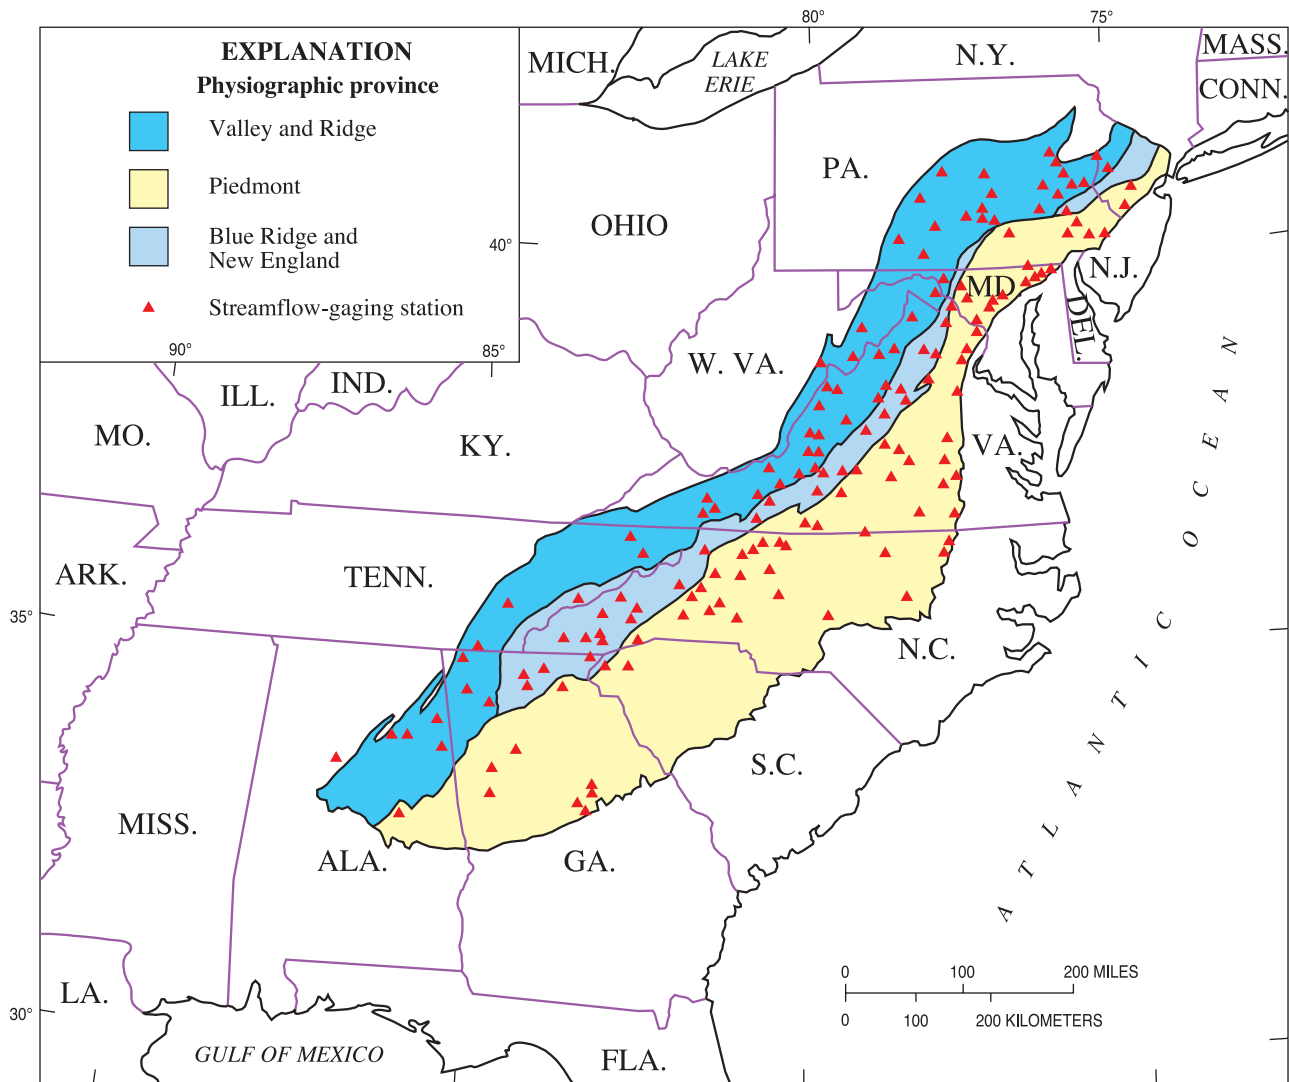 80°
75°
EXPLANATION
Physiographic province
Valley and Ridge
Piedmont
Blue Ridge and
New England
Streamflow-gaging station
MICH.
LAKE
ERIE
N.Y.
MASS.
CONN.
PA.
OHIO
40°
N.J.
MD
DEL.
90°
85°
W. VA.
ILL.
IND.
MO.
KY.
VA.
ARK.
TENN.
35°
N.C.
S.C.
MISS.
ALA.
GA.
ATLANTIC OCEAN
0 100 200 MILES
0 100 200 KILOMETERS
LA.
30°
GULF OF MEXICO
FLA.